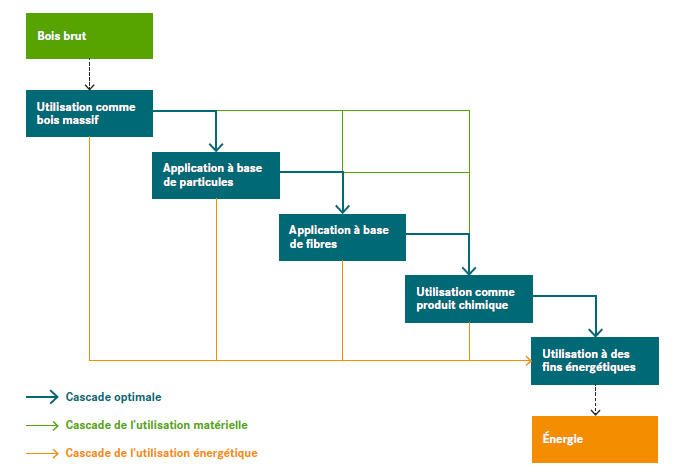 Bois brut
Utilisation comme
bois massif
Application à base
de particules
Application à base
de fibres
Utilisation comme
produit chimique
Utilisation à des
fins énergétiques
Énergie
Cascade optimale
Cascade de l'utilisation matérielle
Cascade de l'utilisation énergétique